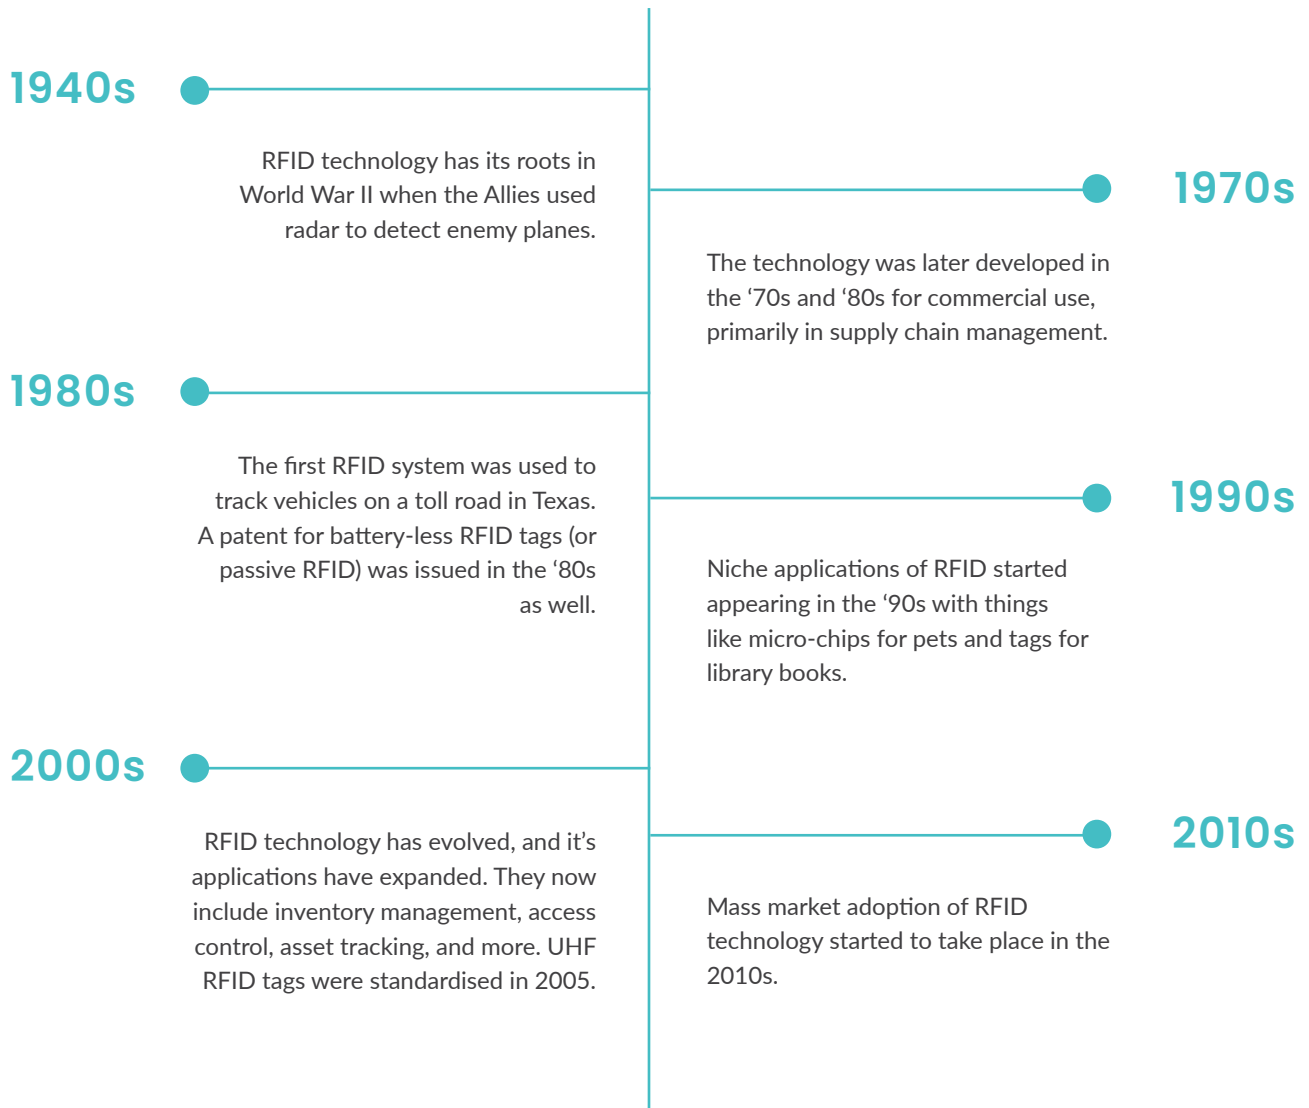 1940s
RFID technology has its roots in
World War II when the Allies used
radar to detect enemy planes.
1970s
The technology was later developed in
the ‘70s and ‘80s for commercial use,
primarily in supply chain management.
1980s
The first RFID system was used to
track vehicles on a toll road in Texas.
A patent for battery-less RFID tags (or
passive RFID) was issued in the ‘80s
as well.
1990s
Niche applications of RFID started
appearing in the ‘90s with things
like micro-chips for pets and tags for
library books.
2000s
RFID technology has evolved, and it’s
applications have expanded. They now
include inventory management, access
control, asset tracking, and more. UHF
RFID tags were standardised in 2005.
2010s
Mass market adoption of RFID
technology started to take place in the
2010s.